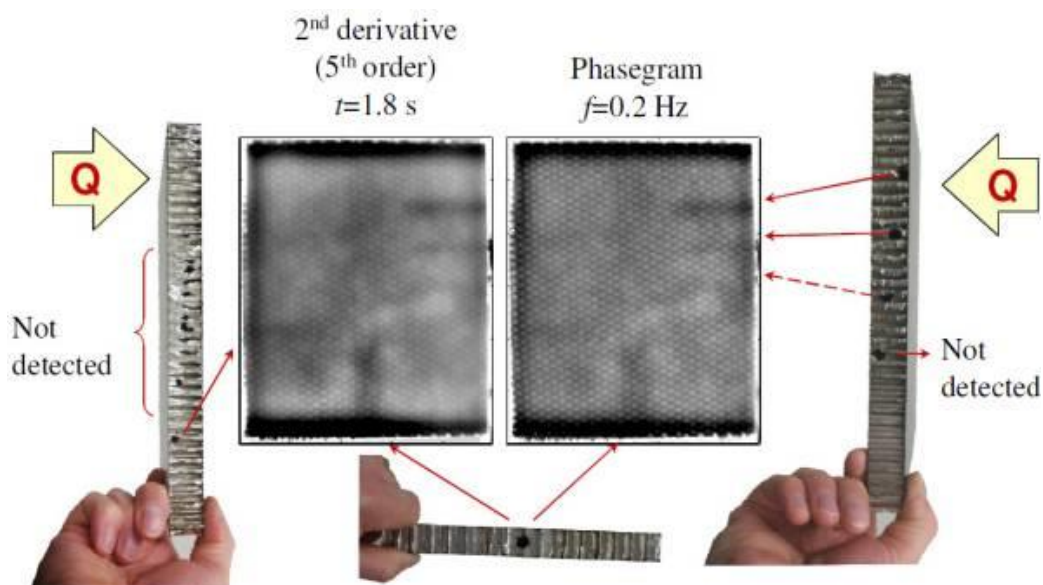 2nd derivative
(5th order)
t=1.8 s
Phasegram
f=0.2 Hz
Q
Q
Not
detected
Not
detected